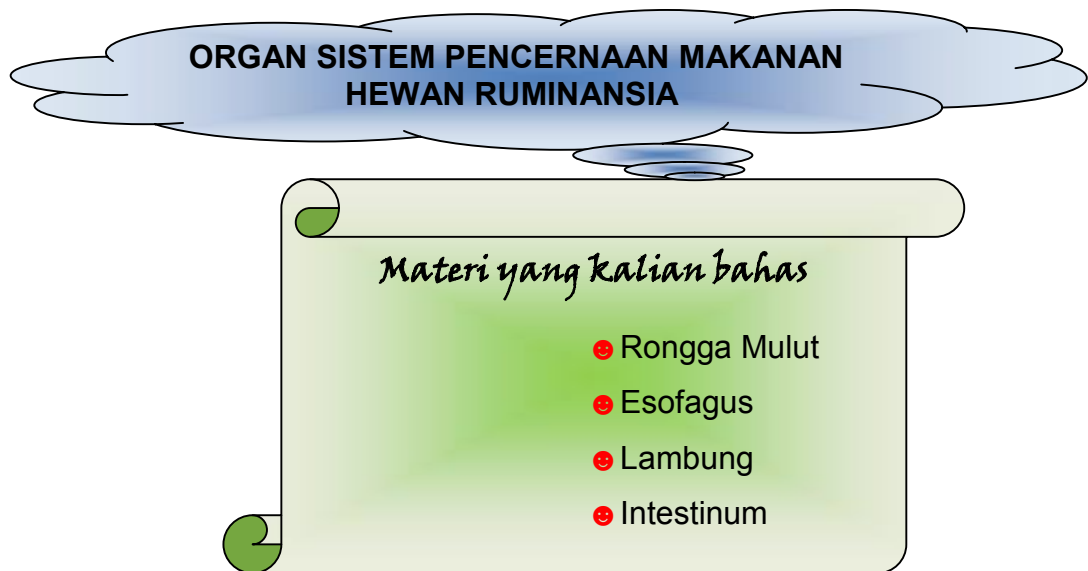 ORGAN SISTEM PENCERNAAN MAKANAN
HEWAN RUMINANSIA
Materi yang kalian bahas
☻Rongga Mulut
☻Esofagus
☻Lambung
☻Intestinum